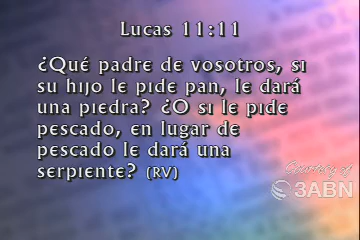 Lucas 11:11
¿Qué padre de vosotros, si
su hijo le pide pan, le dará
una piedra? ¿O si le pide
pescado, en lugar de
pescado le dará una
serpiente? (RV)
Courtesy of
3ABN